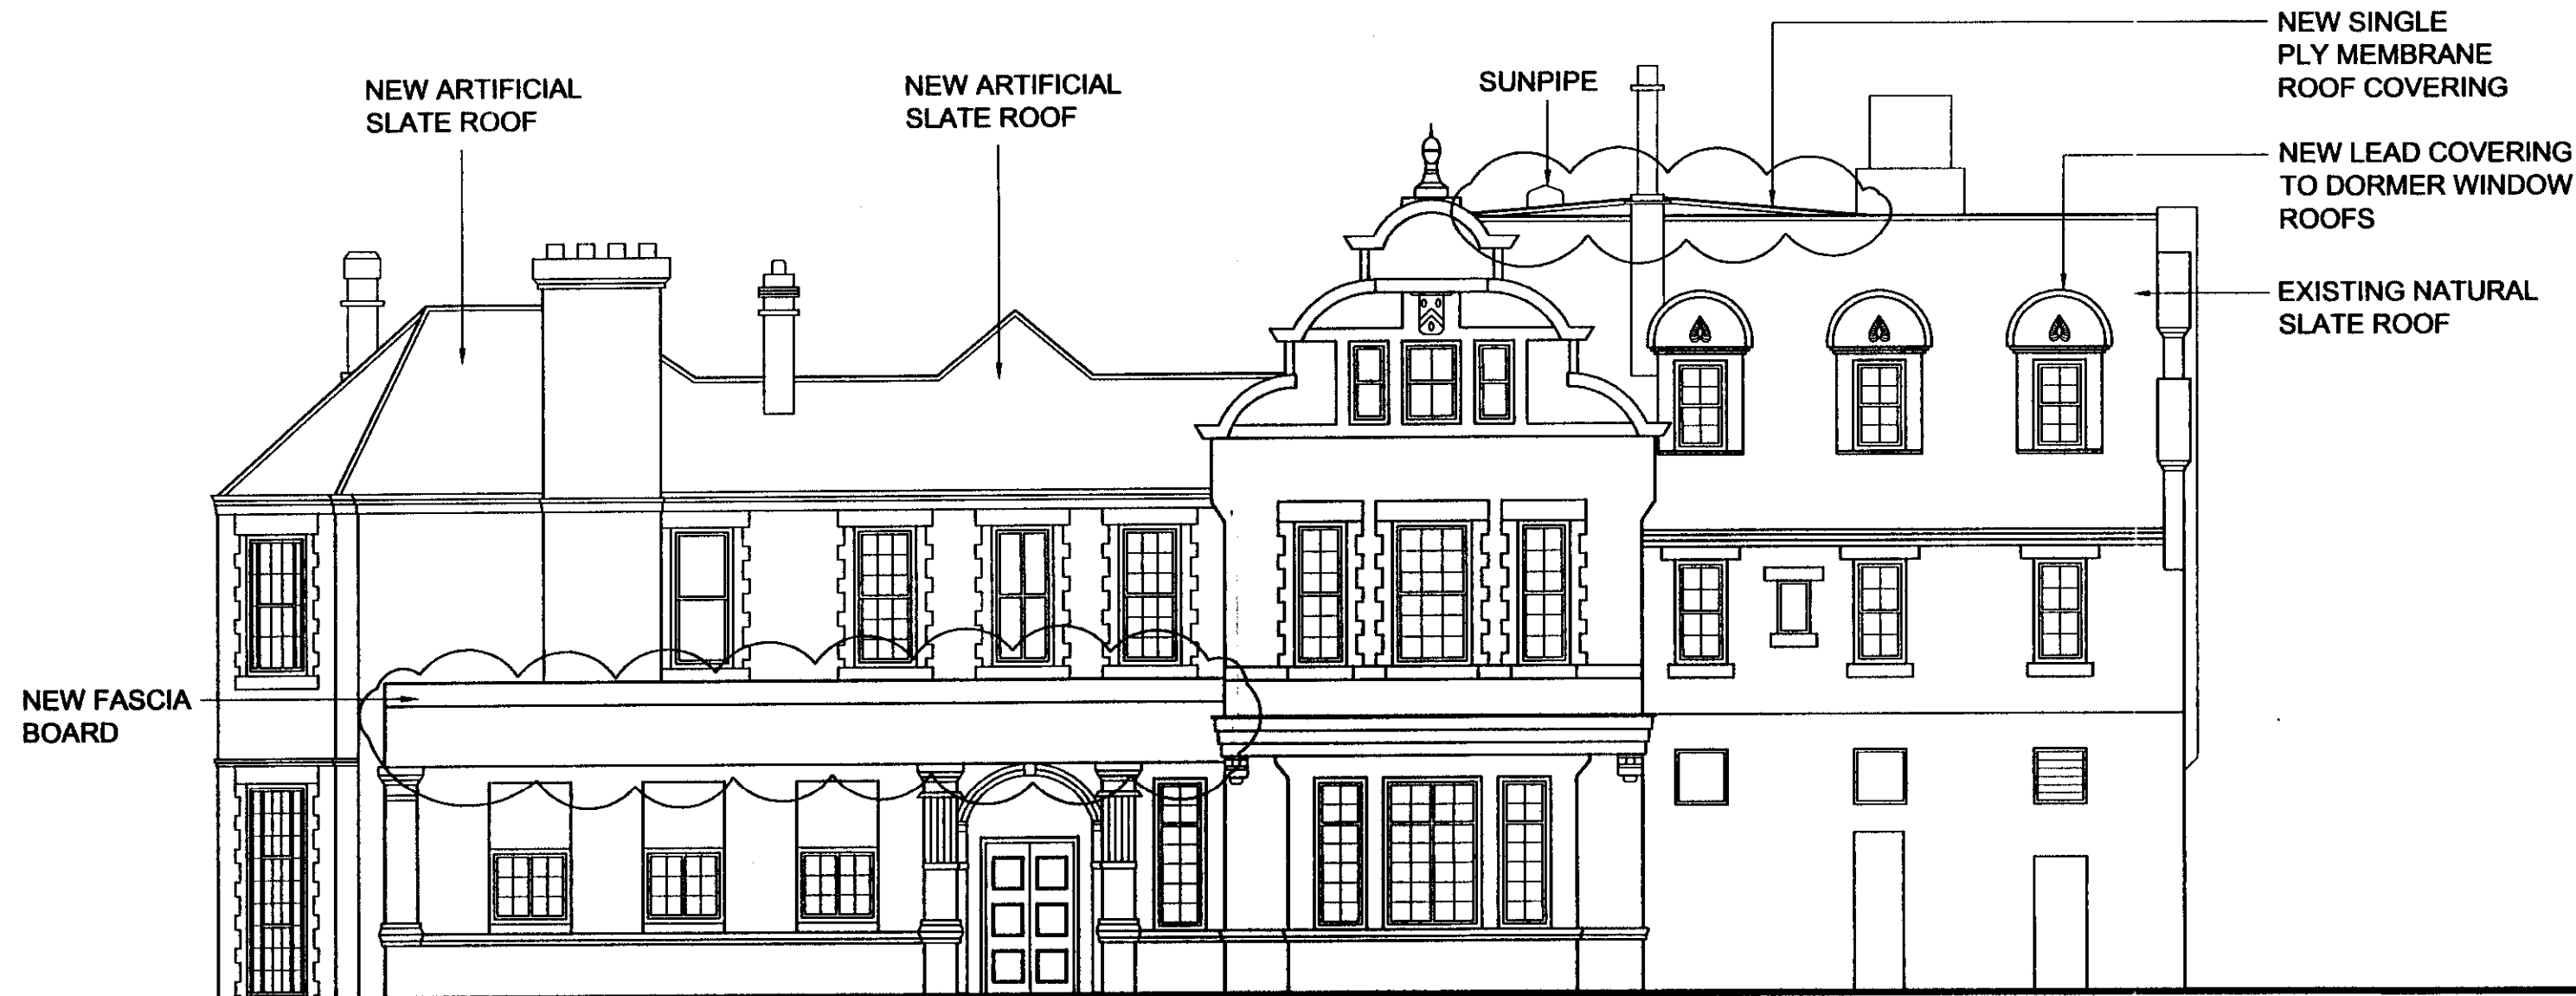 NEW ARTIFICIAL
SLATE ROOF
NEW ARTIFICIAL
SLATE ROOF
SUNPIPE
NEW SINGLE
PLY MEMBRANE
ROOF COVERING
NEW LEAD COVERING
TO DORMER WINDOW
ROOFS
EXISTING NATURAL
SLATE ROOF
NEW FASCIA
BOARD